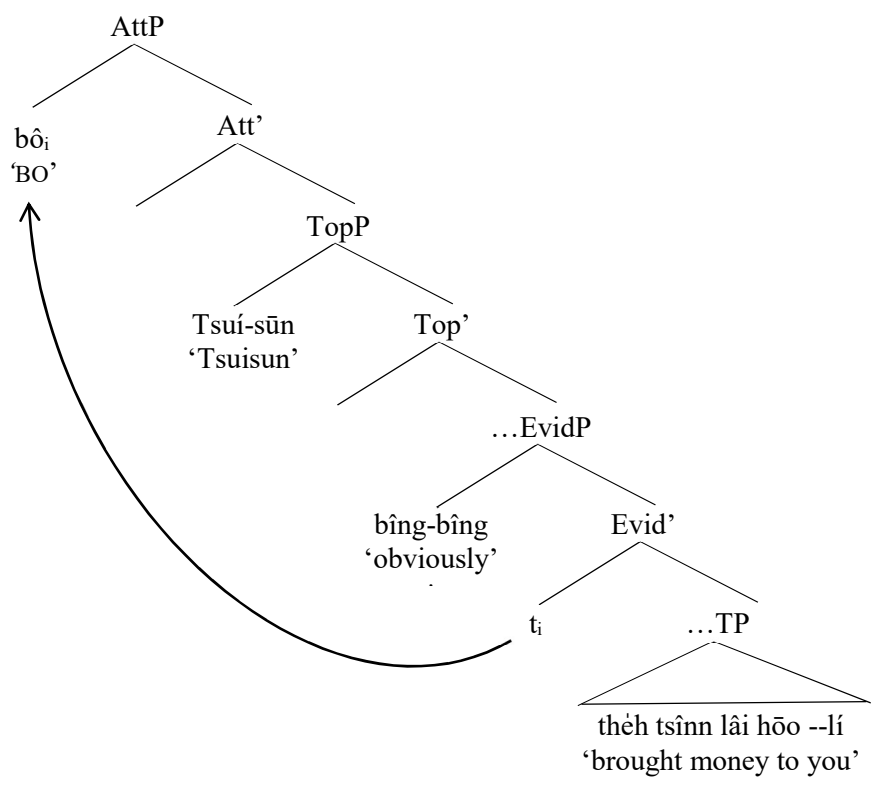 AttP
bôᵢ
‘BO’
Att’
TopP
Tsuí-sūn
‘Tsuisun’
Top’
…EvidP
bîng-bîng
‘obviously’
Evid’
tᵢ
…TP
the̍h tsînn lâi hōo --lí
‘brought money to you’